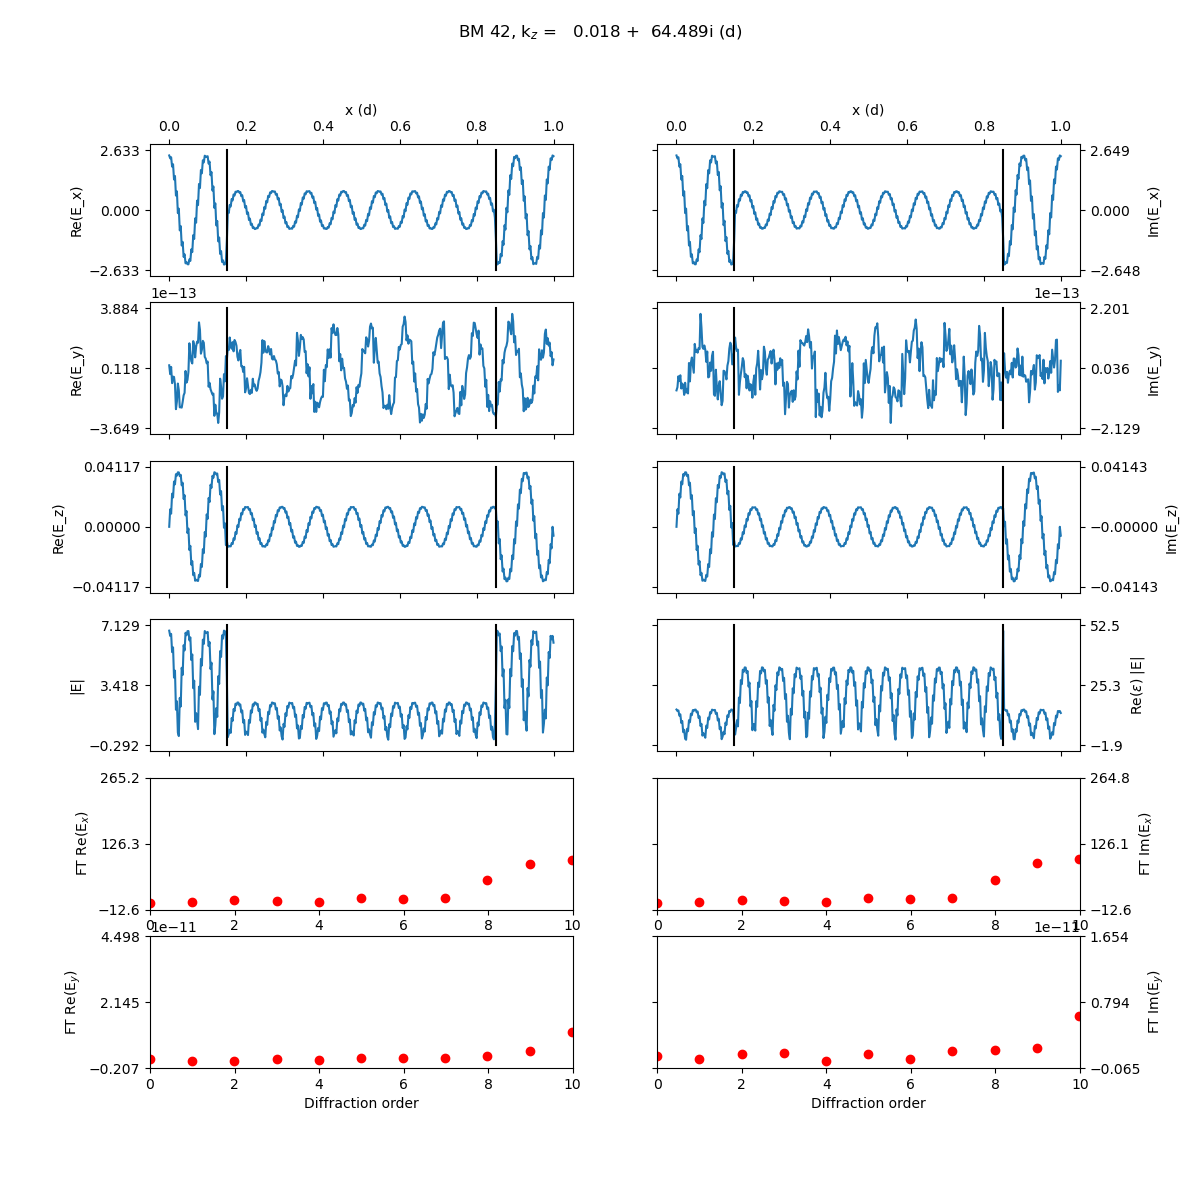 BM 42, k_z =   0.018 +  64.489i (d)
x (d)
x (d)
0.0 0.2 0.4 0.6 0.8 1.0
0.0 0.2 0.4 0.6 0.8 1.0
2.633
0.000
−2.633
Re(E_x)
2.649
0.000
−2.648
Im(E_x)
1e−13
3.884
0.118
−3.649
Re(E_y)
1e−13
2.201
0.036
−2.129
Im(E_y)
0.04117
0.00000
−0.04117
Re(E_z)
0.04143
−0.00000
−0.04143
Im(E_z)
7.129
3.418
−0.292
|E|
52.5
25.3
−1.9
Re(ε) |E|
265.2
126.3
−12.6
FT Re(E_x)
0 2 4 6 8 10
264.8
126.1
−12.6
FT Im(E_x)
0 2 4 6 8 10
1e−11
4.498
2.145
−0.207
FT Re(E_y)
0 2 4 6 8 10
Diffraction order
1e−11
1.654
0.794
−0.065
FT Im(E_y)
0 2 4 6 8 10
Diffraction order